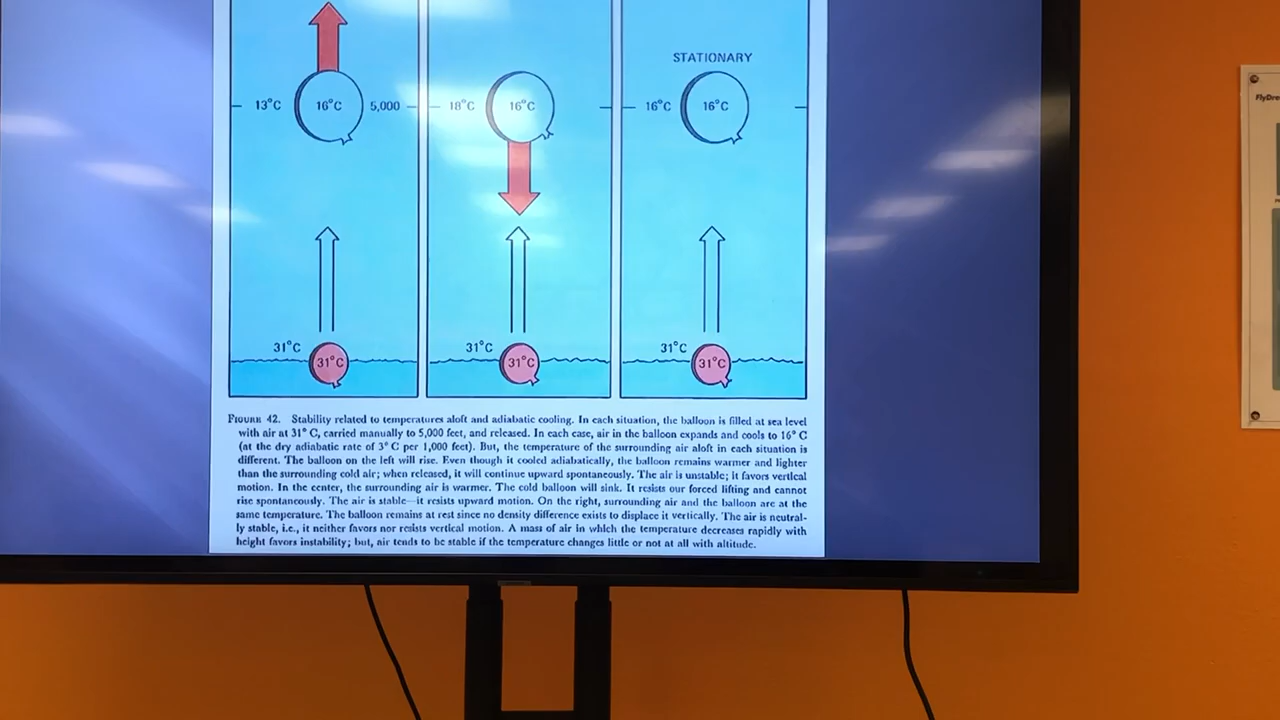 STATIONARY
13°C 16°C 5,000 18°C 16°C 16°C 16°C
31°C 31°C 31°C
31°C 31°C 31°C
FIGURE 42. Stability related to temperatures aloft and adiabatic cooling. In each situation, the balloon is filled at sea level
with air at 31° C, carried manually to 5,000 feet, and released. In each case, air in the balloon expands and cools to 16° C
(at the dry adiabatic rate of 3° C per 1,000 feet). But, the temperature of the surrounding air aloft in each situation is
different. The balloon on the left will rise. Even though it cooled adiabatically, the balloon remains warmer and lighter
than the surrounding cold air; when released, it will continue upward spontaneously. The air is unstable; it favors vertical
motion. In the center, the surrounding air is warmer. The cold balloon will sink. It resists our forced lifting and cannot
rise spontaneously. The air is stable—it resists upward motion. On the right, surrounding air and the balloon are at the
same temperature. The balloon remains at rest since no density difference exists to displace it vertically. The air is neutral-
ly stable, i.e., it neither favors nor resists vertical motion. A mass of air in which the temperature decreases rapidly with
height favors instability; but, air tends to be stable if the temperature changes little or not at all with altitude.